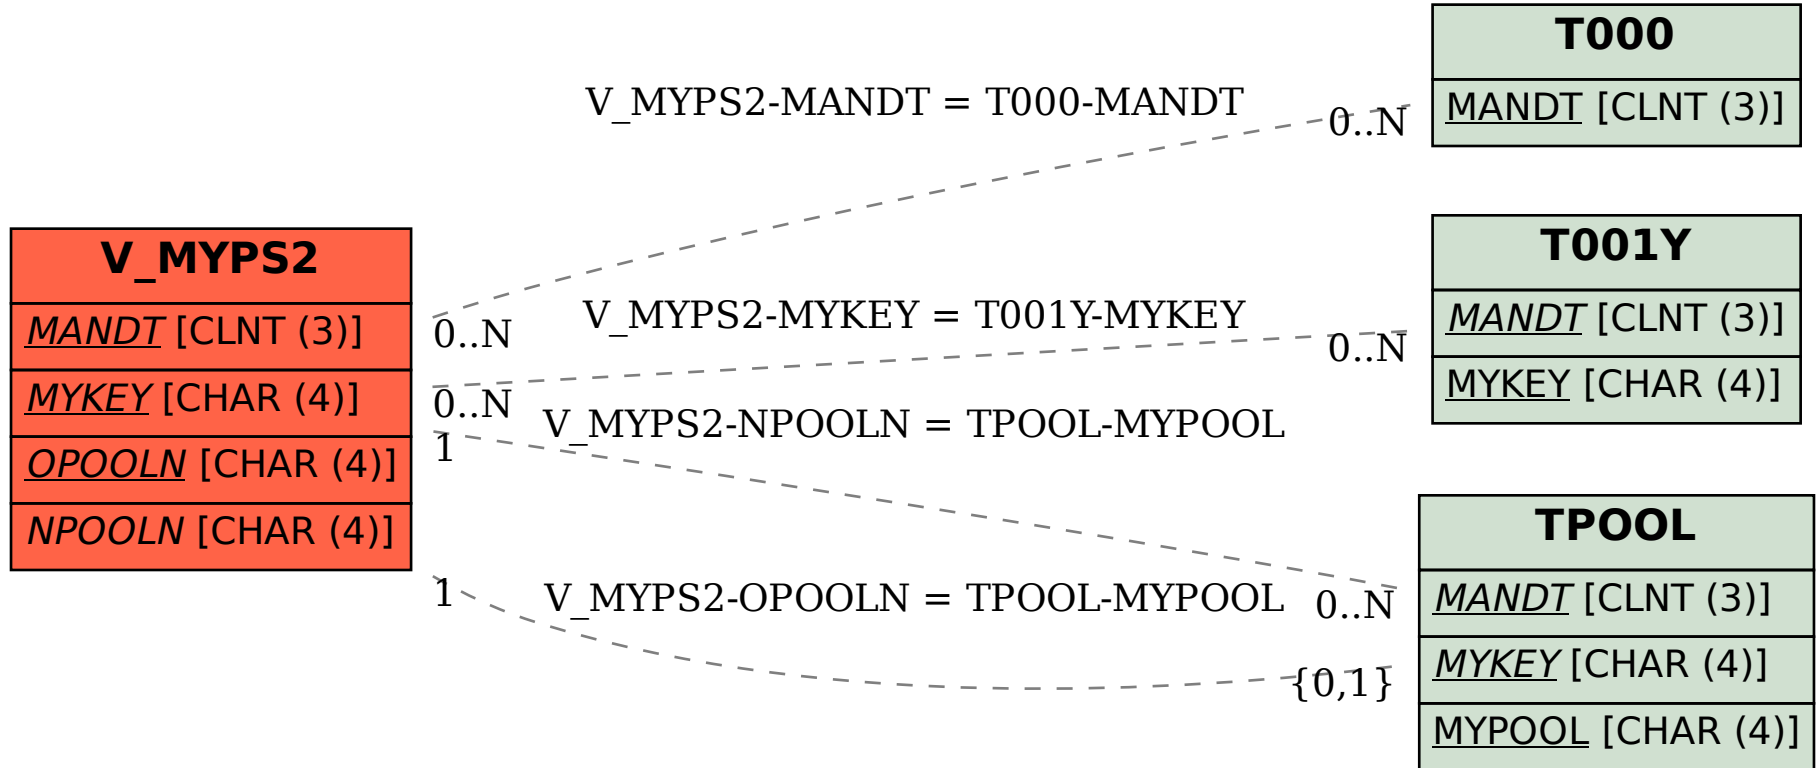 V_MYPS2
MANDT [CLNT (3)]
MYKEY [CHAR (4)]
OPOOLN [CHAR (4)]
NPOOLN [CHAR (4)]
V_MYPS2-MANDT = T000-MANDT
0..N
0..N
V_MYPS2-MYKEY = T001Y-MYKEY
0..N
0..N
V_MYPS2-NPOOLN = TPOOL-MYPOOL
1
0..N
V_MYPS2-OPOOLN = TPOOL-MYPOOL
1
{0,1}
T000
MANDT [CLNT (3)]
T001Y
MANDT [CLNT (3)]
MYKEY [CHAR (4)]
TPOOL
MANDT [CLNT (3)]
MYKEY [CHAR (4)]
MYPOOL [CHAR (4)]